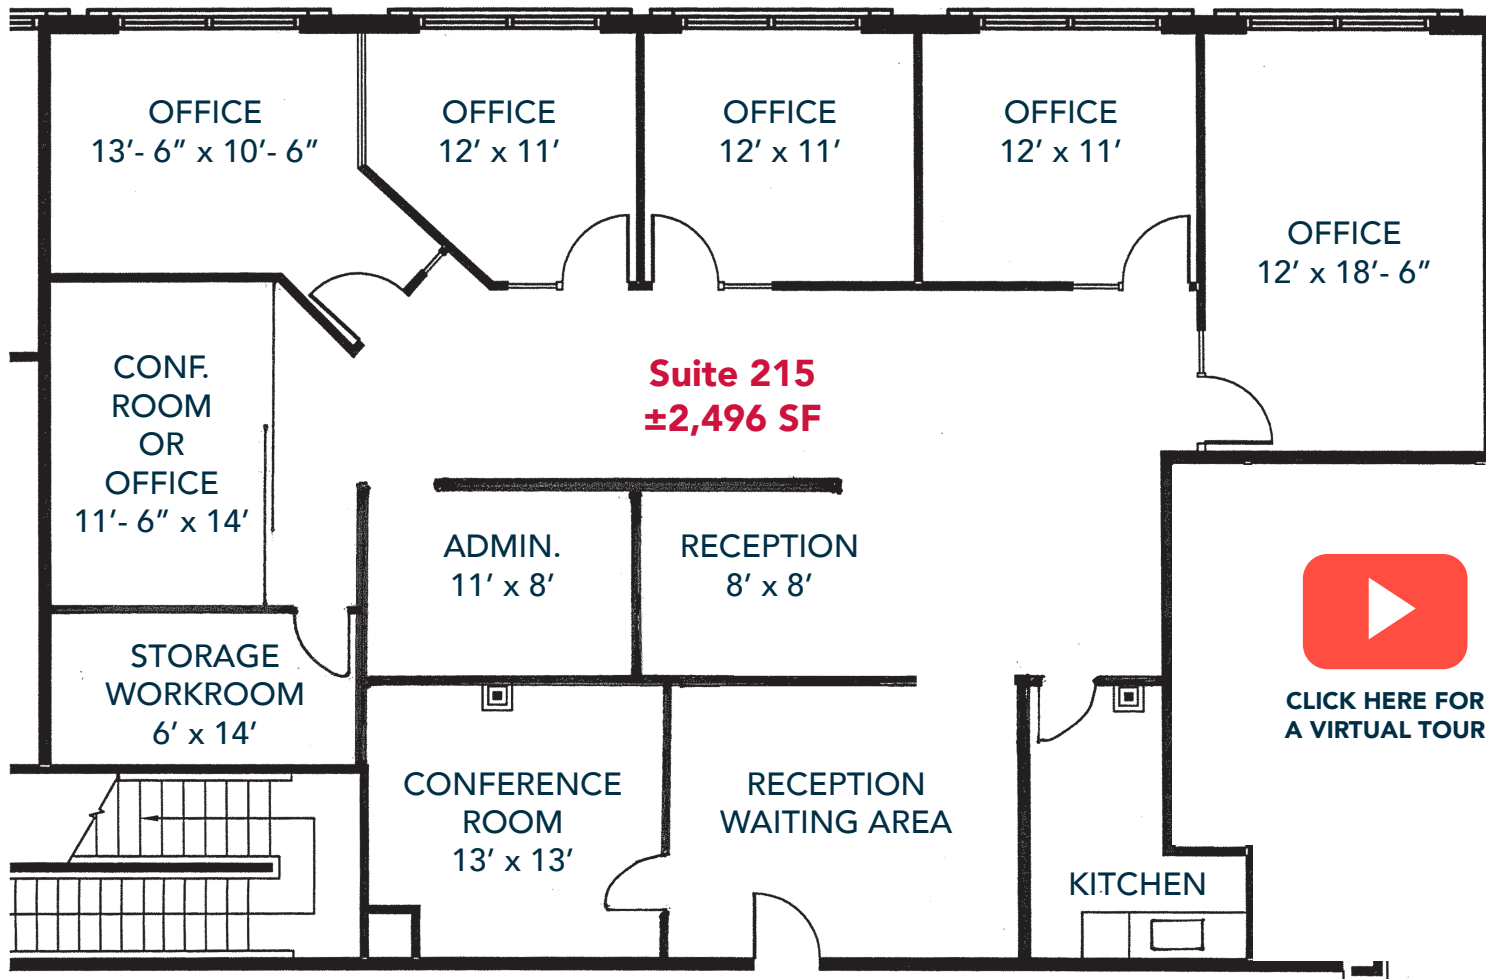 OFFICE
13'- 6" x 10'- 6"
OFFICE
12' x 11'
OFFICE
12' x 11'
OFFICE
12' x 11'
OFFICE
12' x 18'- 6"
CONF.
ROOM
OR
OFFICE
11'- 6" x 14'
Suite 215
±2,496 SF
ADMIN.
11' x 8'
RECEPTION
8' x 8'
STORAGE
WORKROOM
6' x 14'
CONFERENCE
ROOM
13' x 13'
RECEPTION
WAITING AREA
KITCHEN
CLICK HERE FOR
A VIRTUAL TOUR